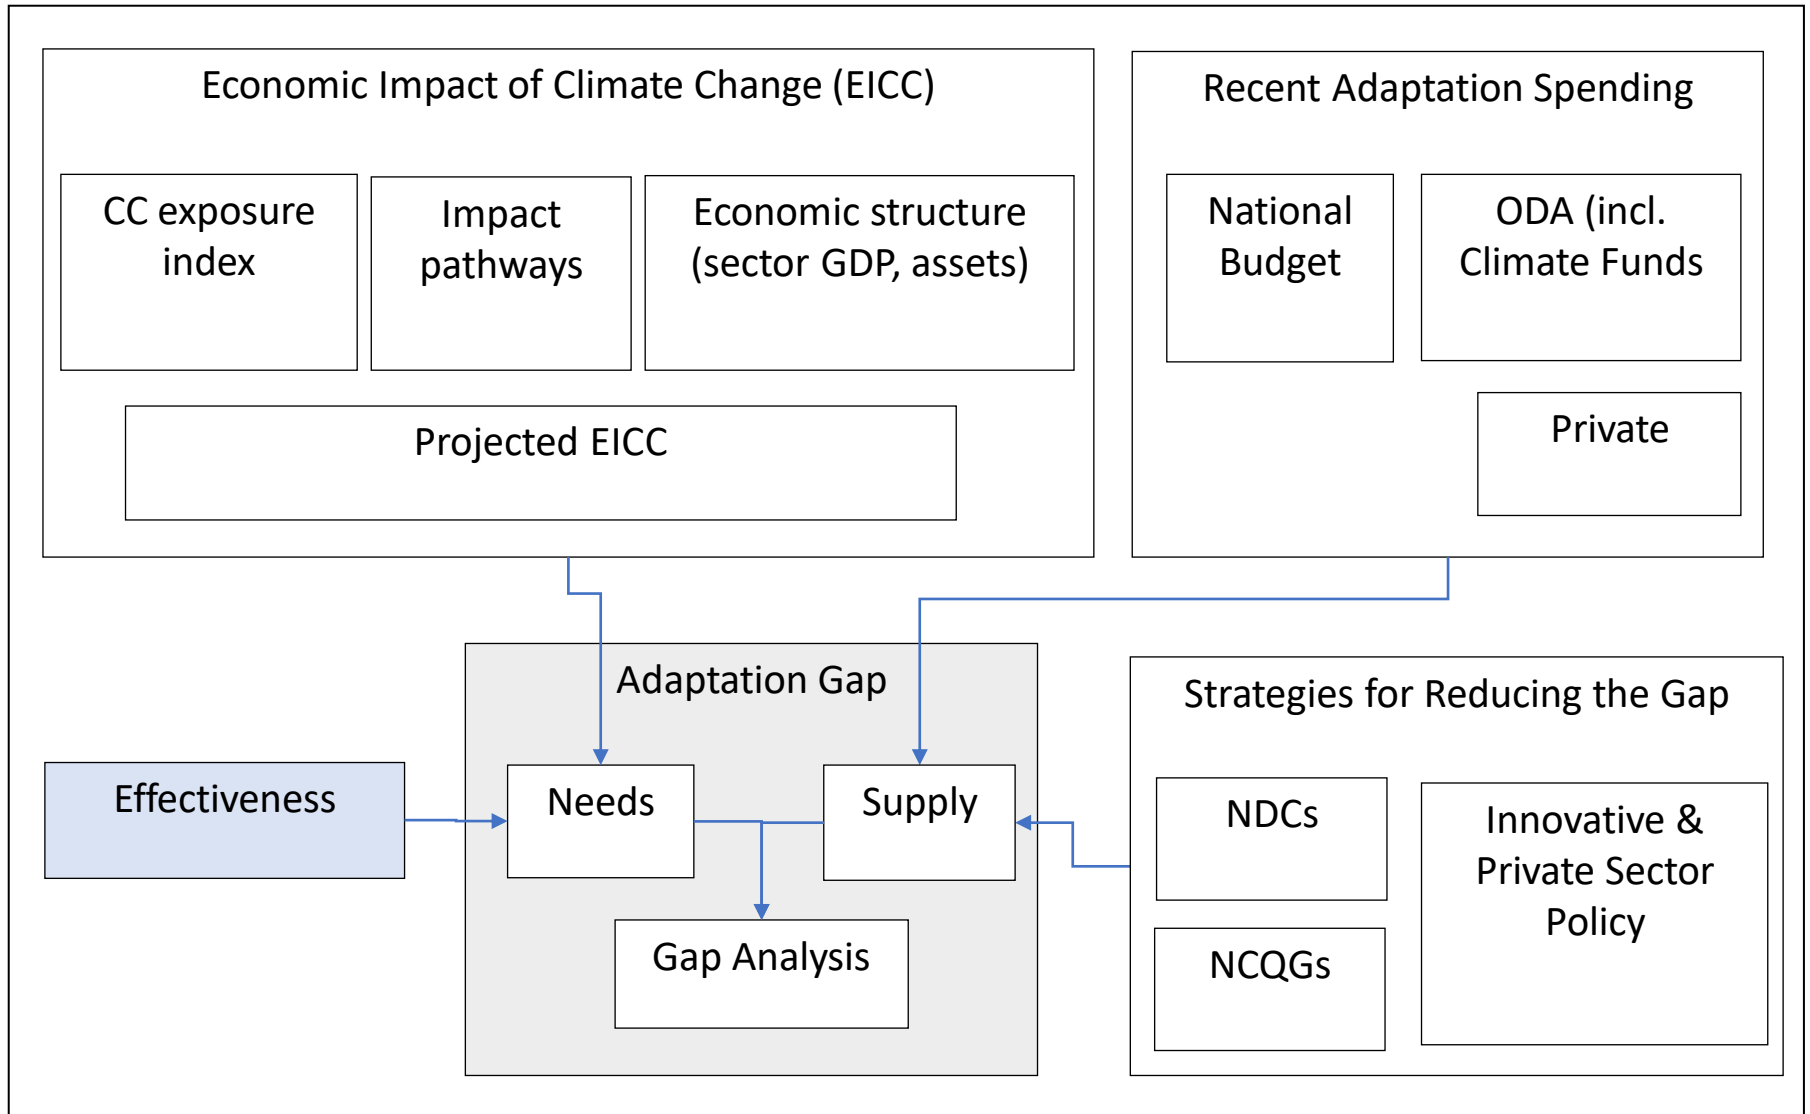 Economic Impact of Climate Change (EICC)
CC exposure
index
Impact
pathways
Economic structure
(sector GDP, assets)
Projected EICC
Recent Adaptation Spending
National
Budget
ODA (incl.
Climate Funds
Private
Adaptation Gap
Effectiveness
Needs
Supply
Gap Analysis
Strategies for Reducing the Gap
NDCs
NCQGs
Innovative &
Private Sector
Policy